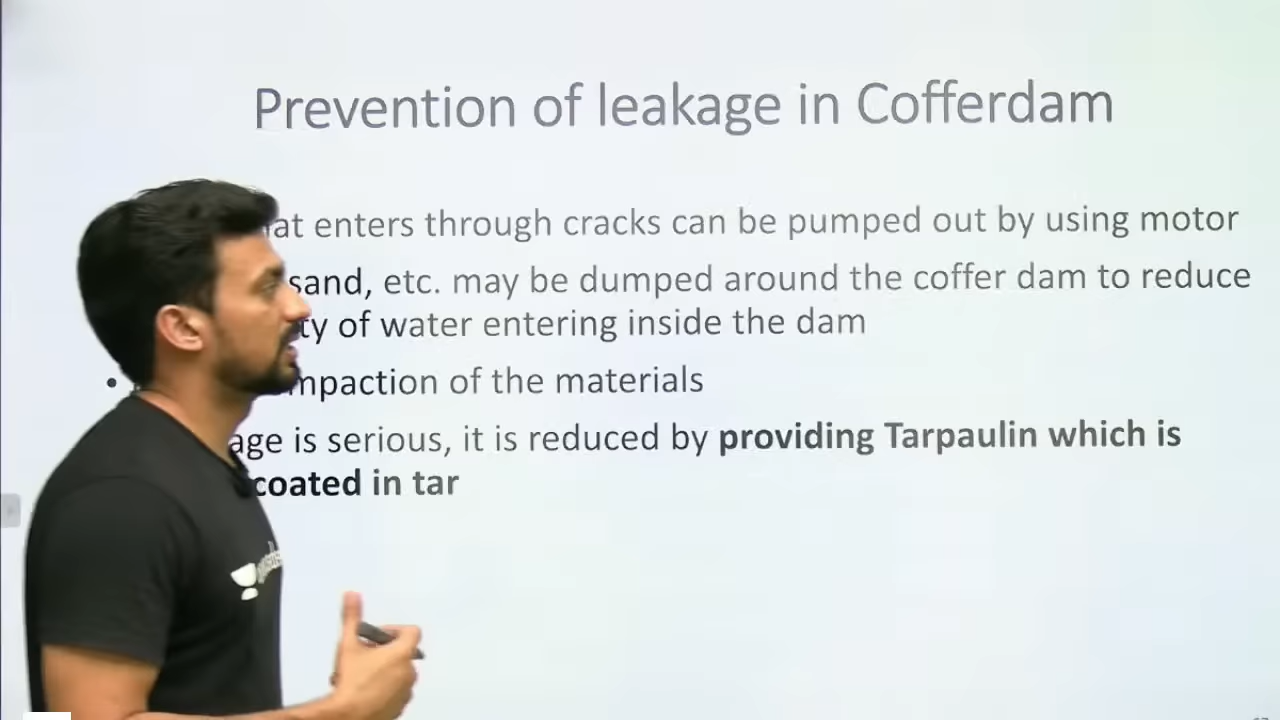 Prevention of leakage in Cofferdam
at enters through cracks can be pumped out by using motor
sand, etc. may be dumped around the coffer dam to reduce
ty of water entering inside the dam
• mpaction of the materials
age is serious, it is reduced by providing Tarpaulin which is
coated in tar